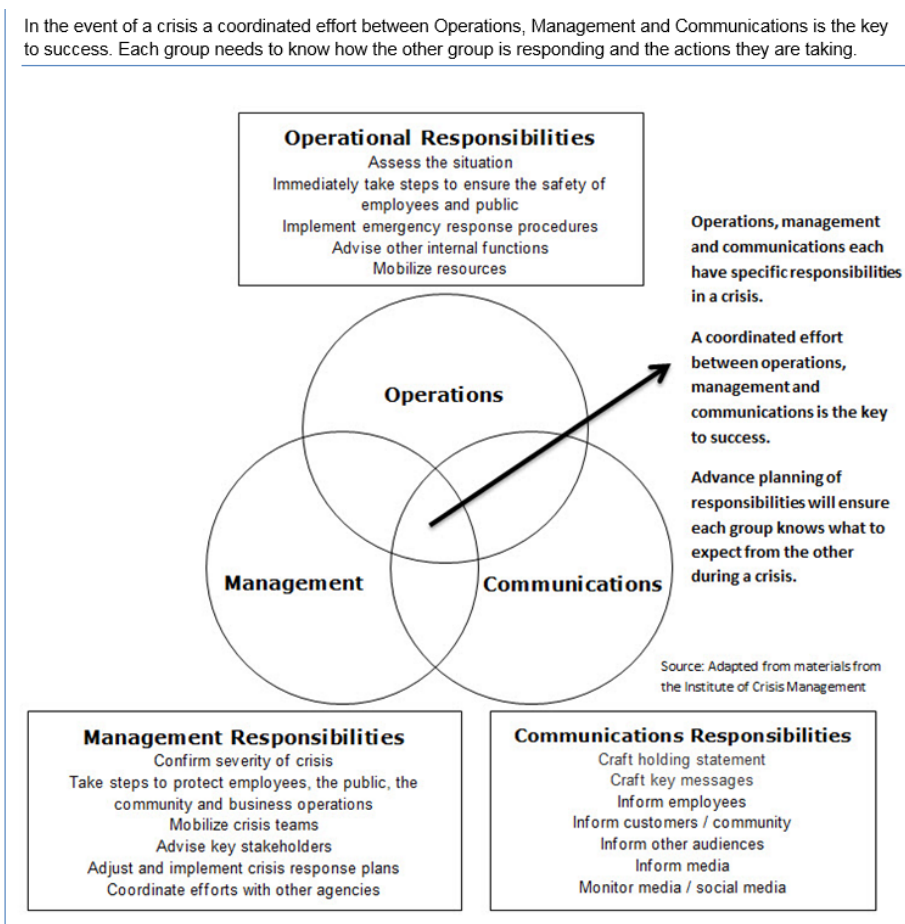 In the event of a crisis a coordinated effort between Operations, Management and Communications is the key
to success. Each group needs to know how the other group is responding and the actions they are taking.
Operational Responsibilities
Assess the situation
Immediately take steps to ensure the safety of
employees and public
Implement emergency response procedures
Advise other internal functions
Mobilize resources
Operations, management
and communications each
have specific responsibilities
in a crisis.
A coordinated effort
between operations,
management and
communications is the key
to success.
Advance planning of
responsibilities will ensure
each group knows what to
expect from the other
during a crisis.
Operations
Management
Communications
Source: Adapted from materials from
the Institute of Crisis Management
Management Responsibilities
Confirm severity of crisis
Take steps to protect employees, the public, the
community and business operations
Mobilize crisis teams
Advise key stakeholders
Adjust and implement crisis response plans
Coordinate efforts with other agencies
Communications Responsibilities
Craft holding statement
Craft key messages
Inform employees
Inform customers / community
Inform other audiences
Inform media
Monitor media / social media